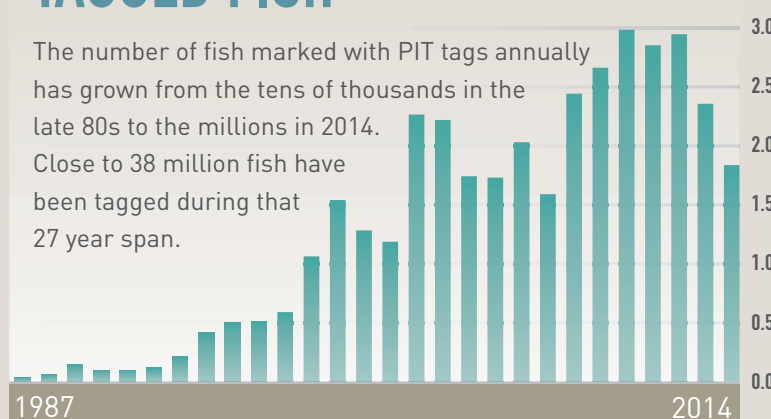 The number of fish marked with PIT tags annually
has grown from the tens of thousands in the
late 80s to the millions in 2014.
Close to 38 million fish have
been tagged during that
27 year span.
3.0
2.5
2.0
1.5
1.0
0.5
0.0
1987
2014